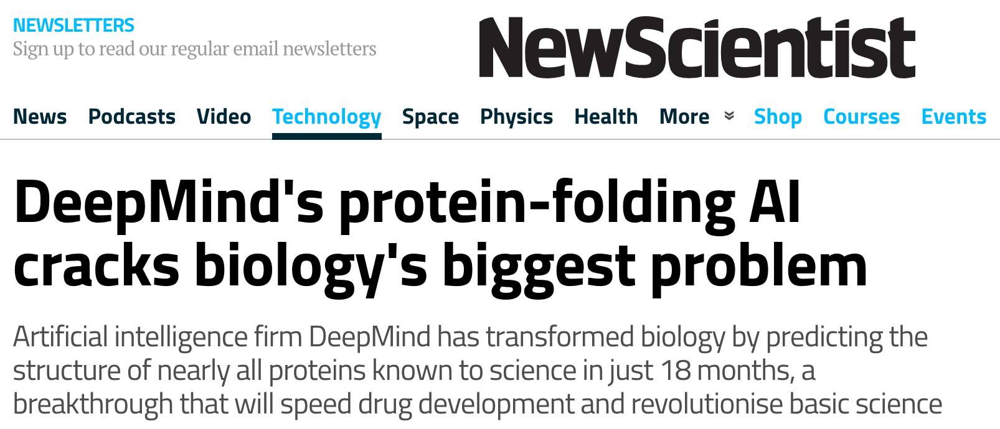 NEWSLETTERS
Sign up to read our regular email newsletters
NewScientist
News Podcasts Video Technology Space Physics Health More Shop Courses Events
DeepMind's protein-folding AI
cracks biology's biggest problem
Artificial intelligence firm DeepMind has transformed biology by predicting the
structure of nearly all proteins known to science in just 18 months, a
breakthrough that will speed drug development and revolutionise basic science